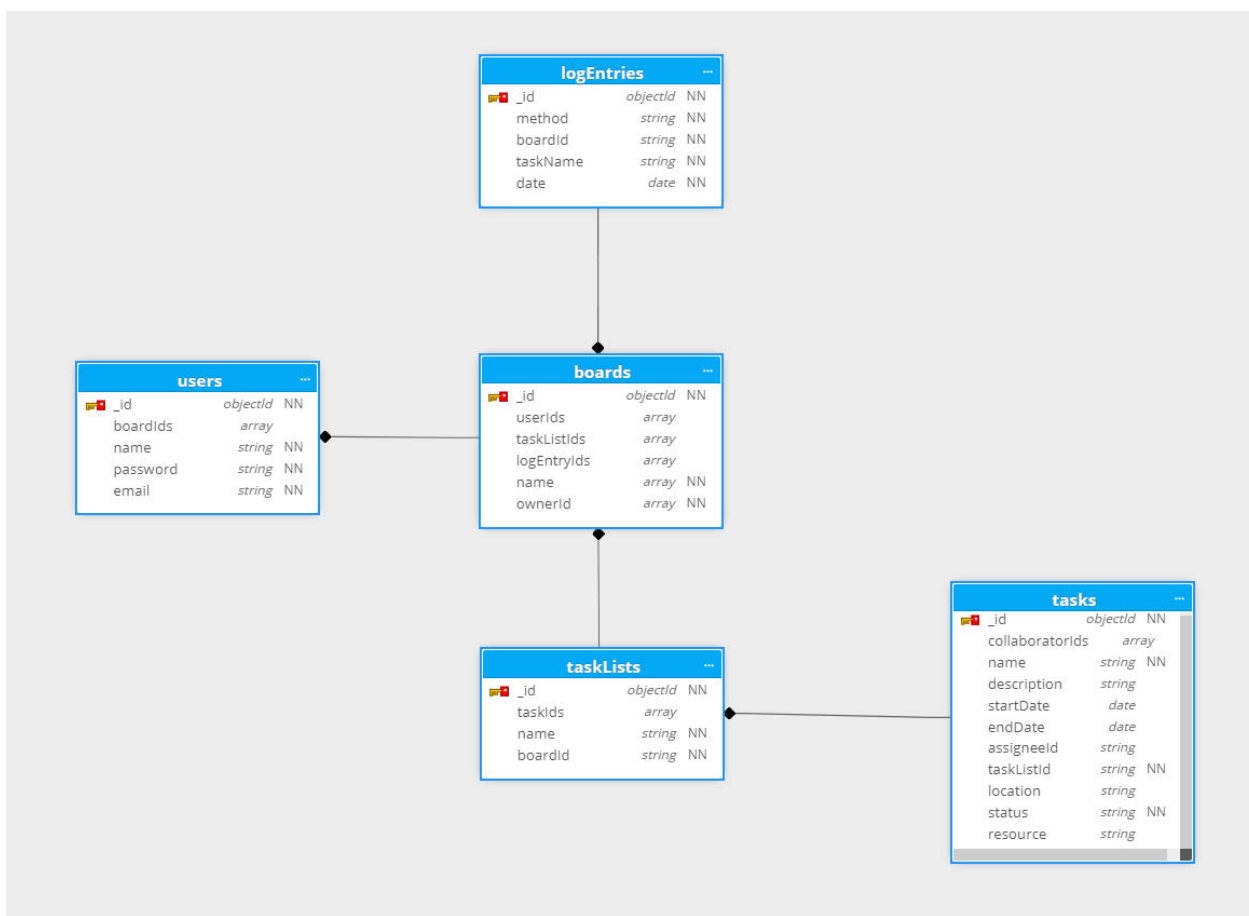 logEntries ...
_id objectId NN
method string NN
boardId string NN
taskName string NN
date date NN
users ...
_id objectId NN
boardIds array
name string NN
password string NN
email string NN
boards ...
_id objectId NN
userIds array
taskListIds array
logEntryIds array
name array NN
ownerId array NN
taskLists ...
_id objectId NN
taskIds array
name string NN
boardId string NN
tasks ...
_id objectId NN
collaboratorIds array
name string NN
description string
startDate date
endDate date
assigneeId string
taskListId string NN
location string
status string NN
resource string